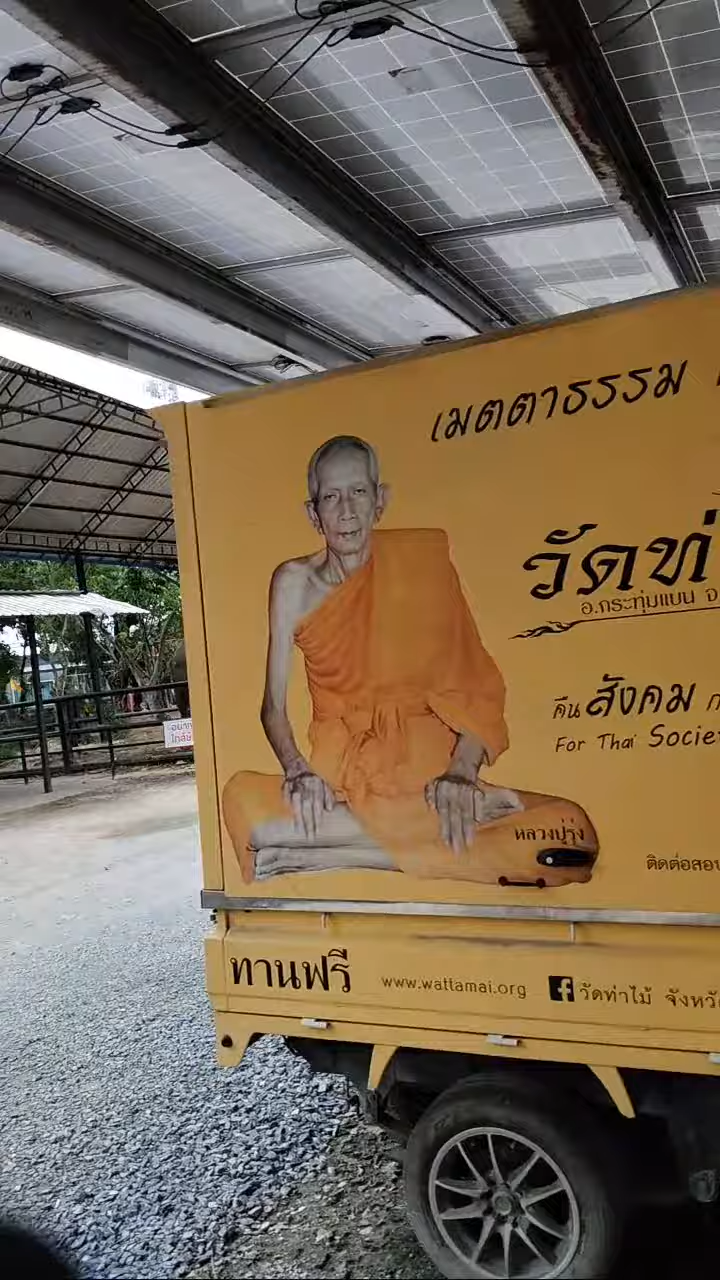 เมตตาธรรม
วัดท่
อ.กระทุ่มแบน จ
คืน สังคม
For Thai Socie
หลวงปู่รุ่ง
ติดต่อสอบ
ทานฟรี www.wattamai.org วัดท่าไม้ จังหวั